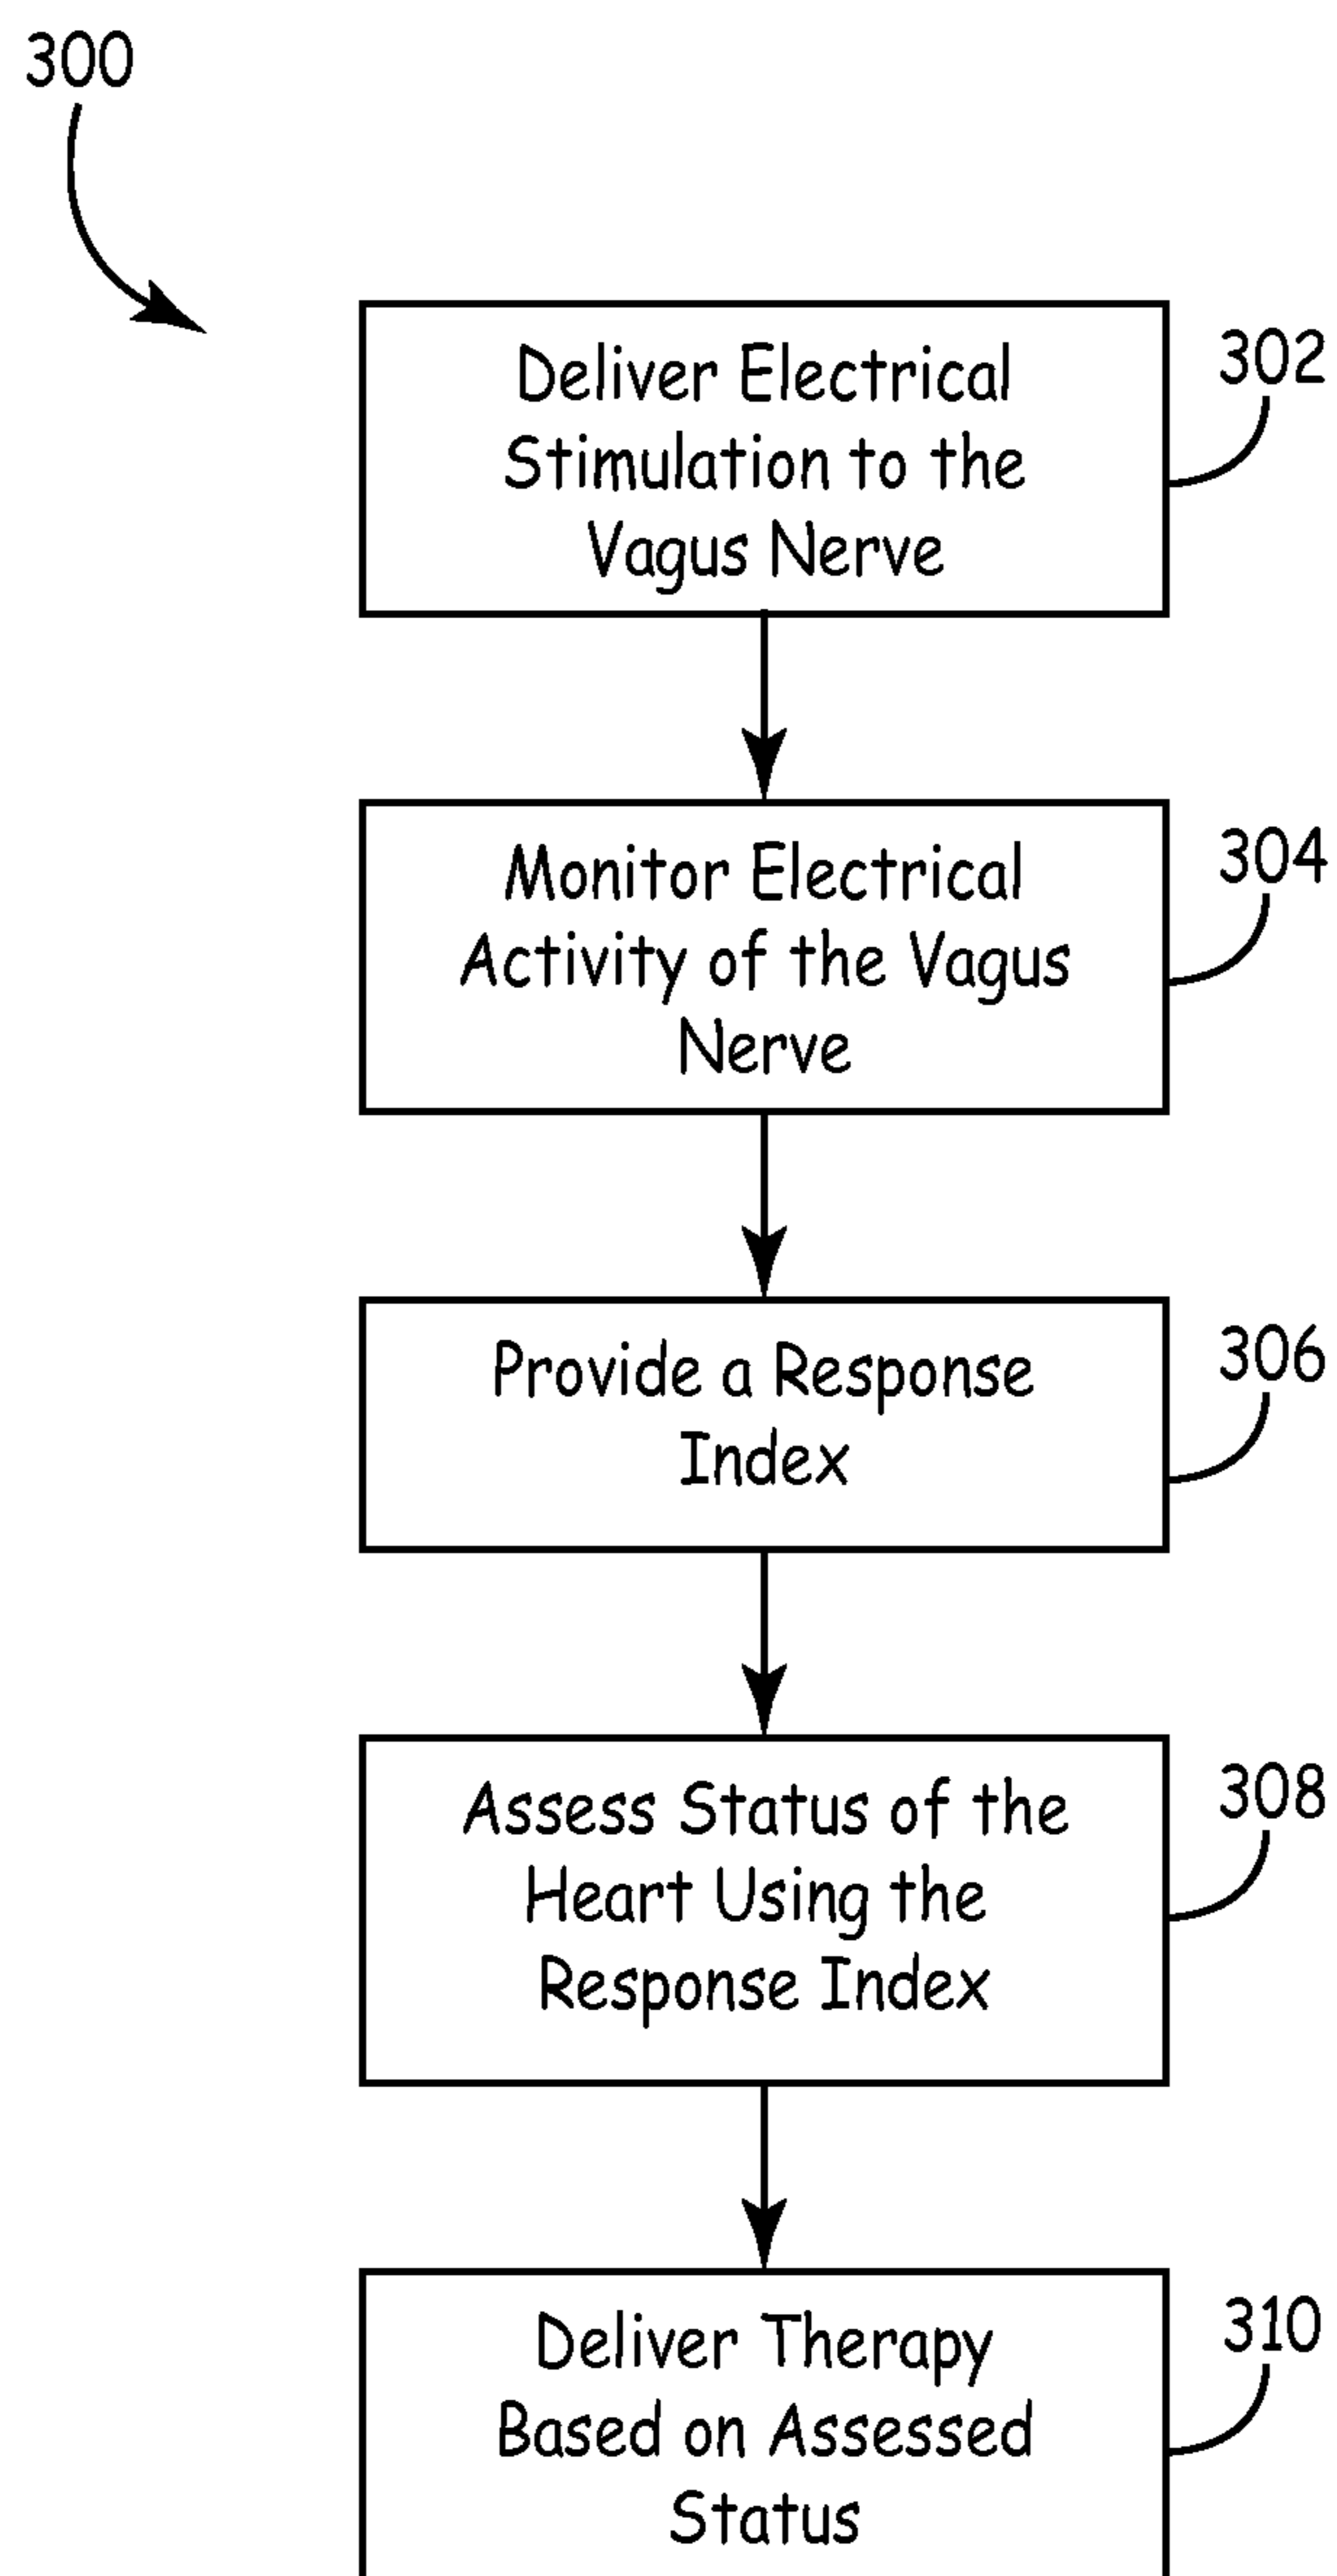 300
Deliver Electrical
Stimulation to the
Vagus Nerve
302
Monitor Electrical
Activity of the Vagus
Nerve
304
Provide a Response
Index
306
Assess Status of the
Heart Using the
Response Index
308
Deliver Therapy
Based on Assessed
Status
310